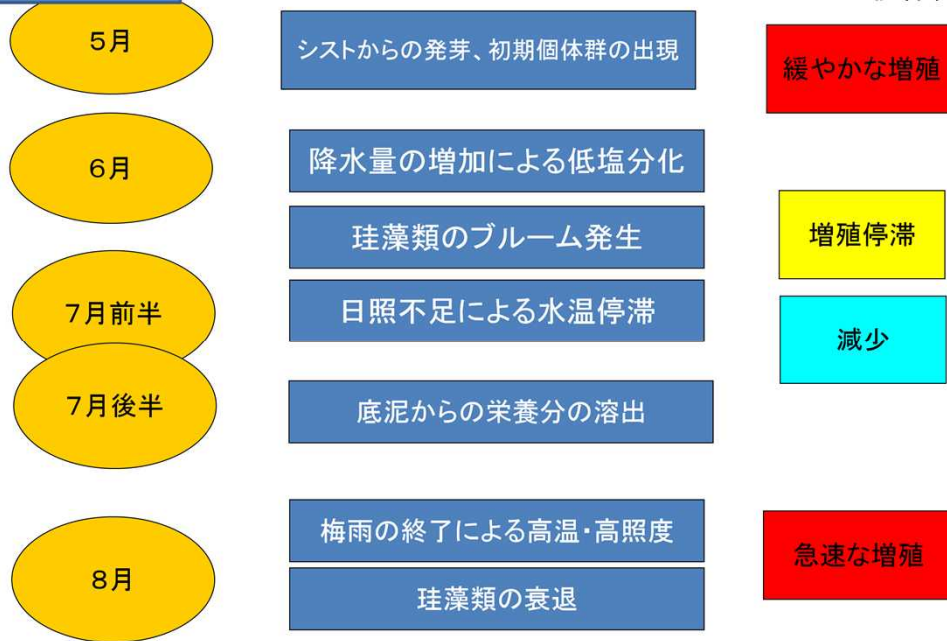 5月
シストからの発芽、初期個体群の出現
緩やかな増殖
6月
降水量の増加による低塩分化
珪藻類のブルーム発生
増殖停滞
7月前半
日照不足による水温停滞
減少
7月後半
底泥からの栄養分の溶出
梅雨の終了による高温・高照度
急速な増殖
8月
珪藻類の衰退